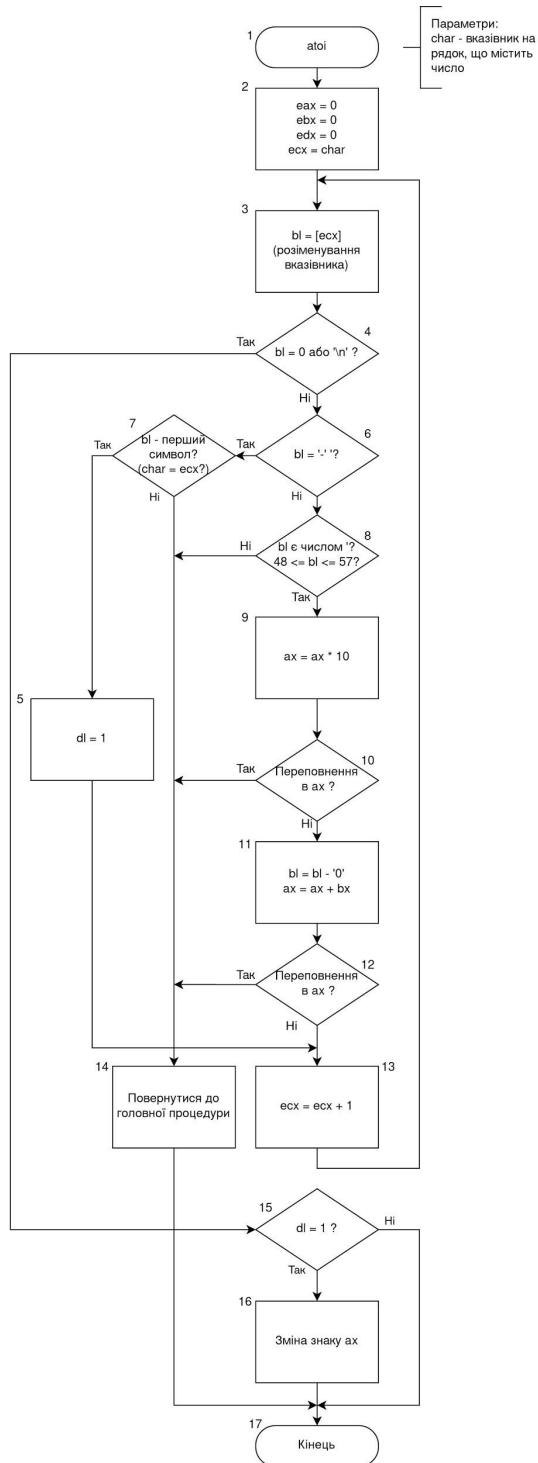 1
atoi
Параметри:
char - вказівник на
рядок, що містить
число
2
eax = 0
ebx = 0
edx = 0
ecx = char
3
bl = [ecx]
(розіменування
вказівника)
4
Так
bl = 0 або '\n' ?
Ні
7
bl - перший
символ?
(char = ecx?)
Так
Ні
6
Так
bl = '-' '?
Ні
8
Ні
bl є числом '?
48 <= bl <= 57?
Так
9
ax = ax * 10
5
dl = 1
10
Так
Переповнення
в ax ?
Ні
11
bl = bl - '0'
ax = ax + bx
12
Так
Переповнення
в ax ?
Ні
14
Повернутися до
головної процедури
13
ecx = ecx + 1
15
dl = 1 ?
Ні
Так
16
Зміна знаку ax
17
Кінець